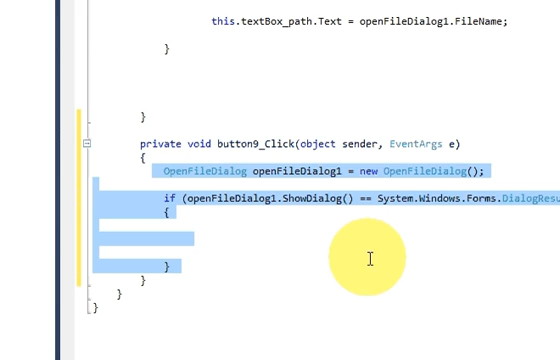 this.textBox_path.Text = openFileDialog1.FileName;
}
}
private void button9_Click(object sender, EventArgs e)
{
OpenFileDialog openFileDialog1 = new OpenFileDialog();
if (openFileDialog1.ShowDialog() == System.Windows.Forms.DialogResu
{
}
}
}
}